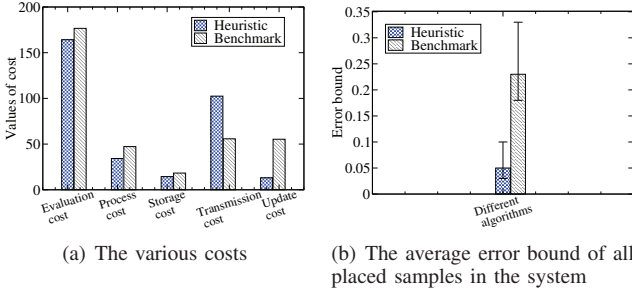 200
150
100
50
0
Values of cost
Heuristic
Benchmark
Evaluation
cost
Process
cost
Storage
cost
Transmission
cost
Update
cost
(a) The various costs
0.35
0.3
0.25
0.2
0.15
0.1
0.05
0
Error bound
Heuristic
Benchmark
Different
algorithms
(b) The average error bound of all
placed samples in the system